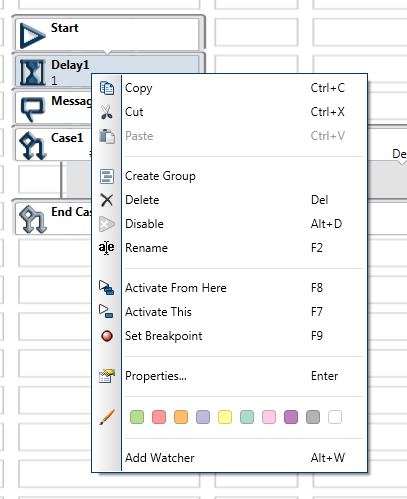 Start
Delay1
1
Messag
Case1
De
End Cas
Copy Ctrl+C
Cut Ctrl+X
Paste Ctrl+V
Create Group
Delete Del
Disable Alt+D
a|e Rename F2
Activate From Here F8
Activate This F7
Set Breakpoint F9
Properties... Enter
Add Watcher Alt+W